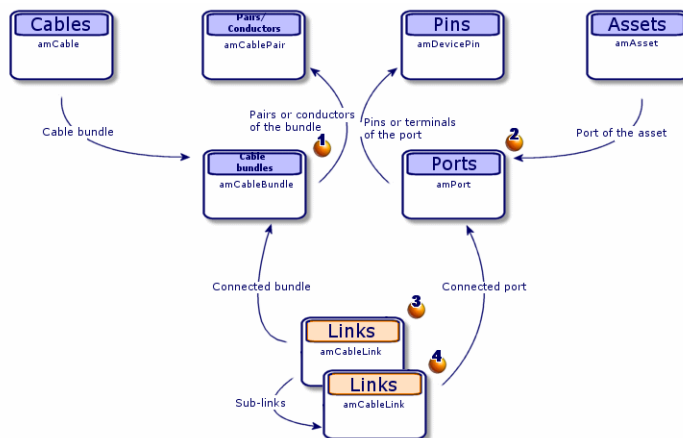 Cables
amCable
Pairs/
Conductors
amCablePair
Pins
amDevicePin
Assets
amAsset
Cable bundle
Pairs or conductors
of the bundle
Pins or terminals
of the port
Port of the asset
1
2
Cable
bundles
amCableBundle
Ports
amPort
Connected bundle
Connected port
3
Links
amCableLink
4
Links
amCableLink
Sub-links